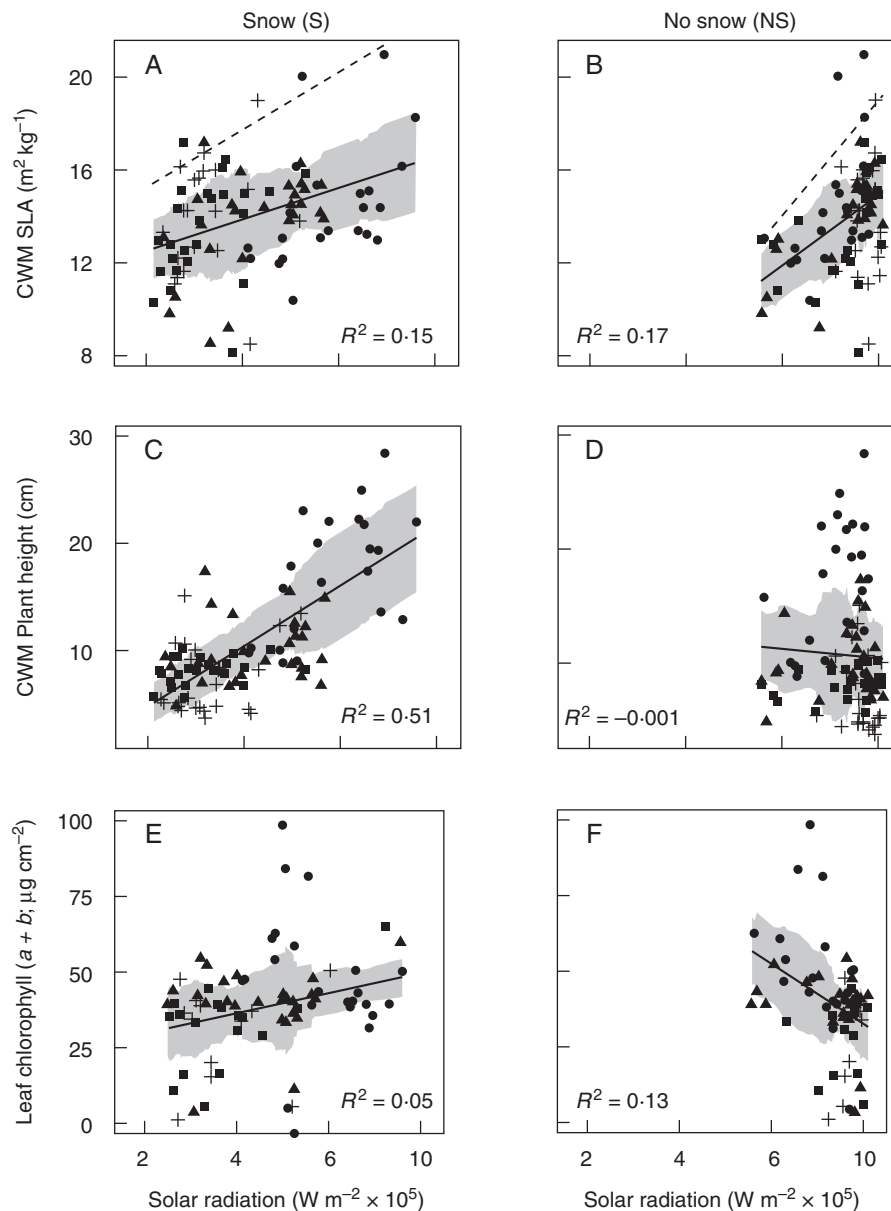 Snow (S)
No snow (NS)
A
B
CWM SLA (m² kg⁻¹)
20
16
12
8
R² = 0·15
R² = 0·17
C
D
CWM Plant height (cm)
30
20
10
R² = 0·51
R² = −0·001
E
F
Leaf chlorophyll (a + b; μg cm⁻²)
100
75
50
25
0
R² = 0·05
R² = 0·13
2 4 6 8 10
2 4 6 8 10
Solar radiation (W m⁻² × 10⁵)
Solar radiation (W m⁻² × 10⁵)